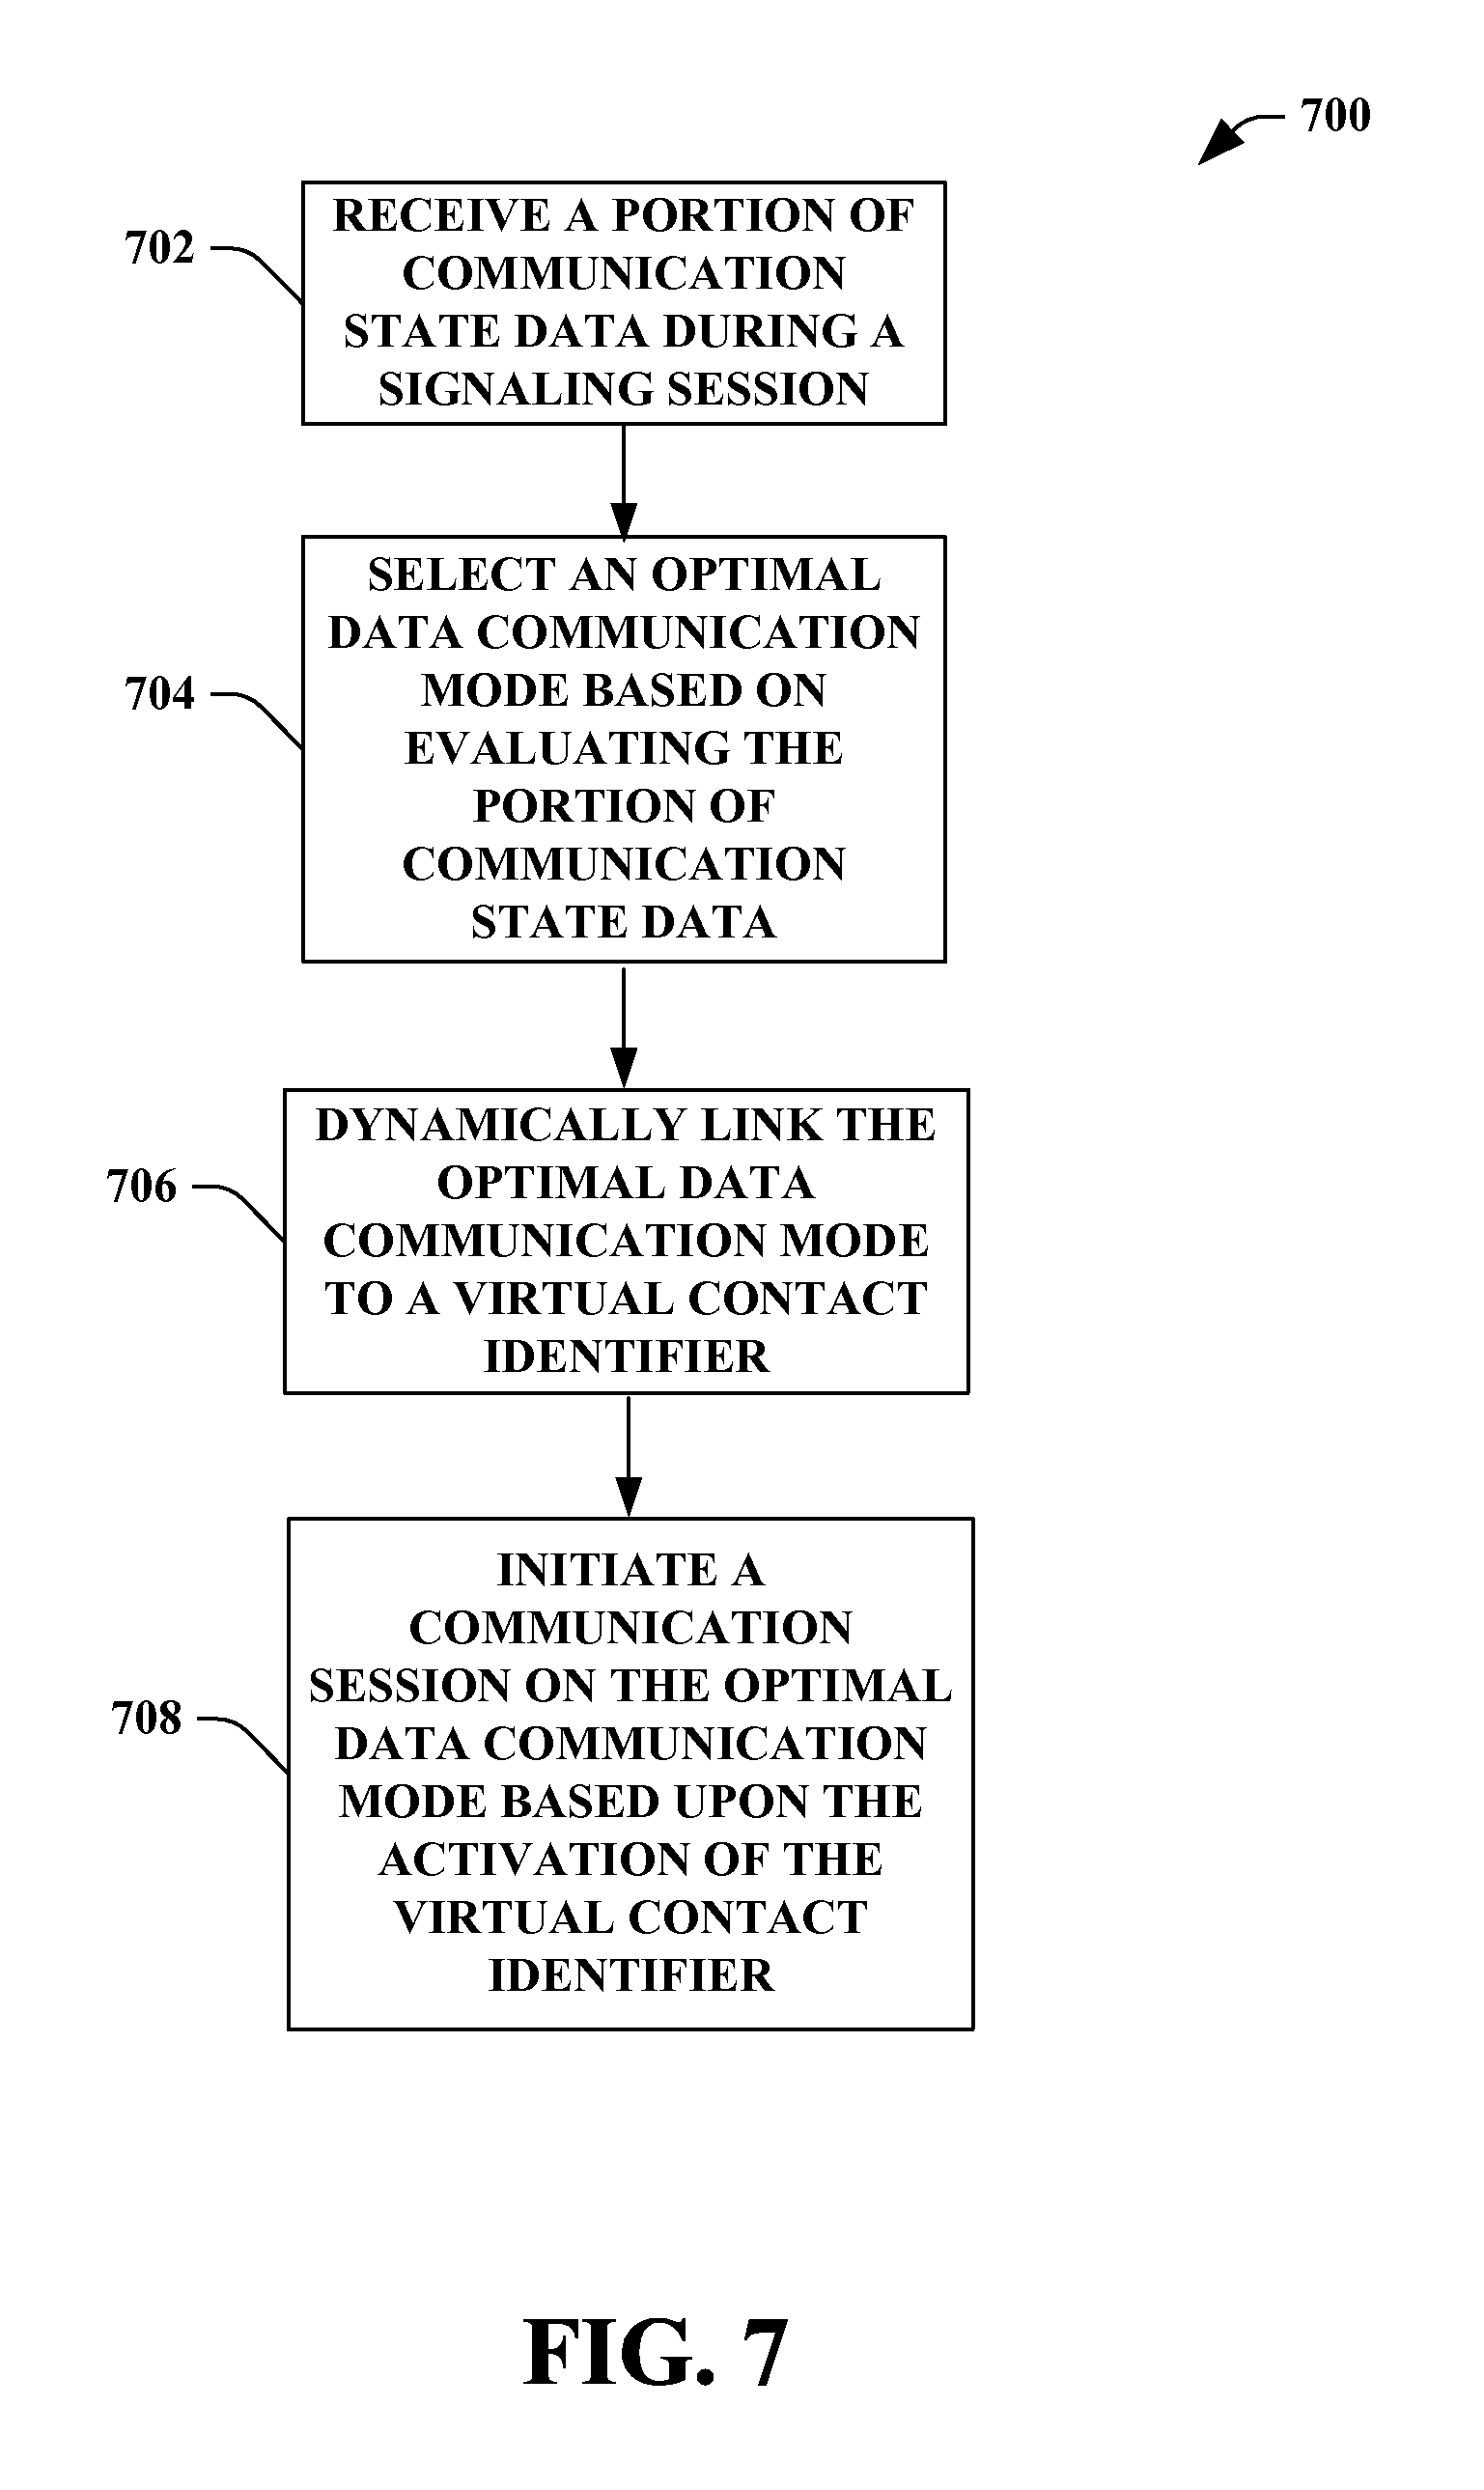 700
702
RECEIVE A PORTION OF
COMMUNICATION
STATE DATA DURING A
SIGNALING SESSION
704
SELECT AN OPTIMAL
DATA COMMUNICATION
MODE BASED ON
EVALUATING THE
PORTION OF
COMMUNICATION
STATE DATA
706
DYNAMICALLY LINK THE
OPTIMAL DATA
COMMUNICATION MODE
TO A VIRTUAL CONTACT
IDENTIFIER
708
INITIATE A
COMMUNICATION
SESSION ON THE OPTIMAL
DATA COMMUNICATION
MODE BASED UPON THE
ACTIVATION OF THE
VIRTUAL CONTACT
IDENTIFIER
FIG. 7